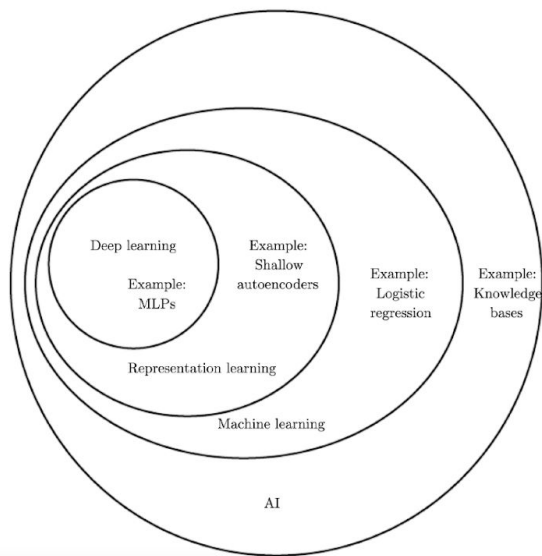 Deep learning
Example:
MLPs
Example:
Shallow
autoencoders
Example:
Logistic
regression
Example:
Knowledge
bases
Representation learning
Machine learning
AI